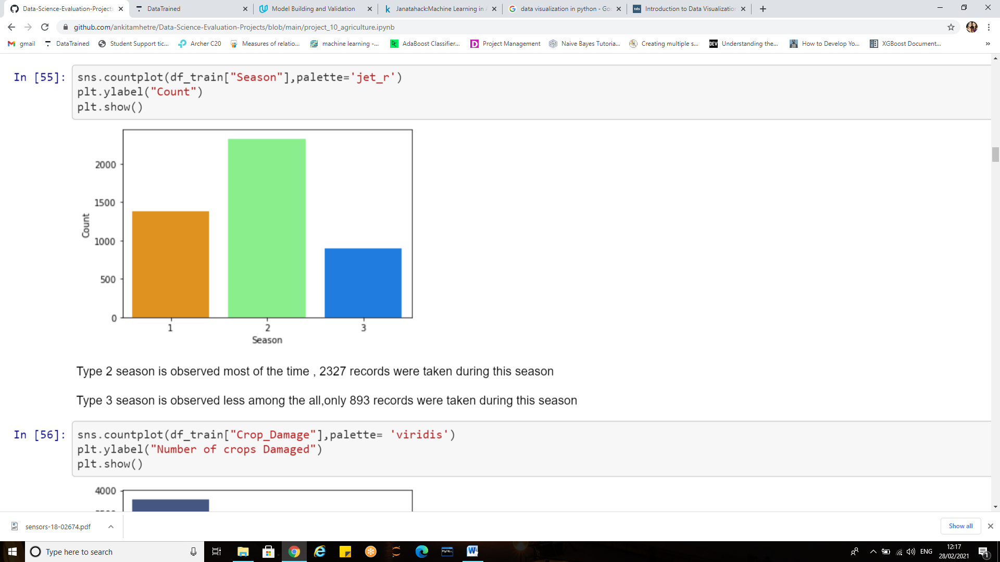 Data-Science-Evaluation-Projects
DataTrained
Model Building and Validation
Janatahack:Machine Learning in
data visualization in python - Go
Introduction to Data Visualization
github.com/ankitamhetre/Data-Science-Evaluation-Projects/blob/main/project_10_agriculture.ipynb
gmail
DataTrained
Student Support tic...
Archer C20
Measures of relatio...
machine learning -...
AdaBoost Classifier...
Project Management
Naive Bayes Tutoria...
Creating multiple s...
DEV
Understanding the...
How to Develop Yo...
XGBoost Document...
»
In [55]:
sns.countplot(df_train["Season"],palette='jet_r')
plt.ylabel("Count")
plt.show()
2000
1500
1000
500
0
Count
1 2 3
Season
Type 2 season is observed most of the time , 2327 records were taken during this season
Type 3 season is observed less among the all,only 893 records were taken during this season
In [56]:
sns.countplot(df_train["Crop_Damage"],palette= 'viridis')
plt.ylabel("Number of crops Damaged")
plt.show()
4000
sensors-18-02674.pdf
Show all
Type here to search
ENG
12:17
28/02/2021
1